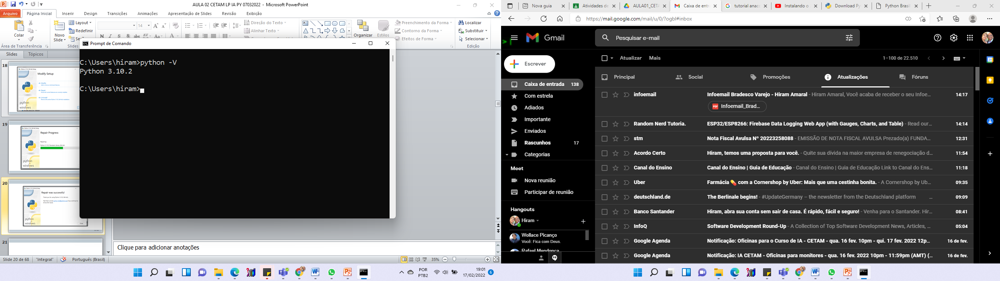 AULA 02 CETAM LP IA PY 07032022 - Microsoft PowerPoint
Arquivo
Página Inicial
Inserir
Design
Transições
Animações
Apresentação de Slides
Revisão
Exibição
Colar
Novo
Slide
Layout
Redefinir
14
Direção do Texto
Alinhar Texto
Organizar
Estilos
Preenchimento da Forma
Contorno da Forma
Efeitos de Forma
Localizar
Substituir
Selecionar
Área de Transferência
Slides
Edição
Slides
Tópicos
18
Modify Setup
Modify
Repair
Uninstall
python
windows
19
Repair Progress
Repairing
python
windows
20
Repair was successful
python
windows
21
Prompt de Comando
C:\Users\hiram>python -V
Python 3.10.2
C:\Users\hiram>
Clique para adicionar anotações
Slide 20 de 68
"Integral"
Português (Brasil)
35%
POR
PTB2
19:01
17/02/2022
6
Nova guia
Atividades de
AULA01_CETA
Caixa de entra
tutorial anaco
Instalando o
Download Py
Python Brasil
https://mail.google.com/mail/u/0/?ogbl#inbox
Gmail
Pesquisar e-mail
Escrever
Atualizar
Mais
1–100 de 22.510
Caixa de entrada 138
Com estrela
Adiados
Importante
Enviados
Rascunhos 17
Categorias
Meet
Nova reunião
Participar de reunião
Hangouts
Hiram
Wollace Picanço
Você: Fica com Deus.
Rafael Mendonça
Principal
Social
Promoções
Atualizações
Fóruns
infoemail Infoemail Bradesco Varejo - Hiram Amaral - Hiram Amaral, Você acaba de receber o seu Infoe... 14:17
PDF Infoemail_Brad...
Random Nerd Tutoria. ESP32/ESP8266: Firebase Data Logging Web App (with Gauges, Charts, and Table) - Read our... 14:14
stm Nota Fiscal Avulsa Nº 20223258088 - EMISSÃO DE NOTA FISCAL AVULSA Prezado(a) FUNDA... 12:31
Acordo Certo Hiram, temos uma proposta para você. - Quite sua dívida na maior empresa de renegociação d... 11:54
Canal do Ensino Canal do Ensino | Guia de Educação - Canal do Ensino | Guia de Educação Link to Canal do Ens... 11:18
Uber Farmácia 💊 com a Cornershop by Uber: Mais que uma cestinha bonita. - A Cornershop by Ub... 09:35
deutschland.de The Berlinale begins! - #UpdateGermany – the newsletter from the Deutschland platform ... 09:09
Banco Santander Hiram, abra sua conta sem sair de casa. É rápido, fácil e seguro! - Venha para o Santander. Hir... 08:41
InfoQ Software Development Round-Up - A Collection of Top Software Development News, Articles, ... 05:04
Google Agenda Notificação: Oficinas para o Curso de IA - CETAM - qua. 16 fev. 10pm - qui. 17 fev. 2022 12p... 16 de fev.
Google Agenda Notificação: IA CETAM - Oficinas para monitores - qua. 16 fev. 2022 10pm - 11:59pm (AMT) (... 16 de fev.